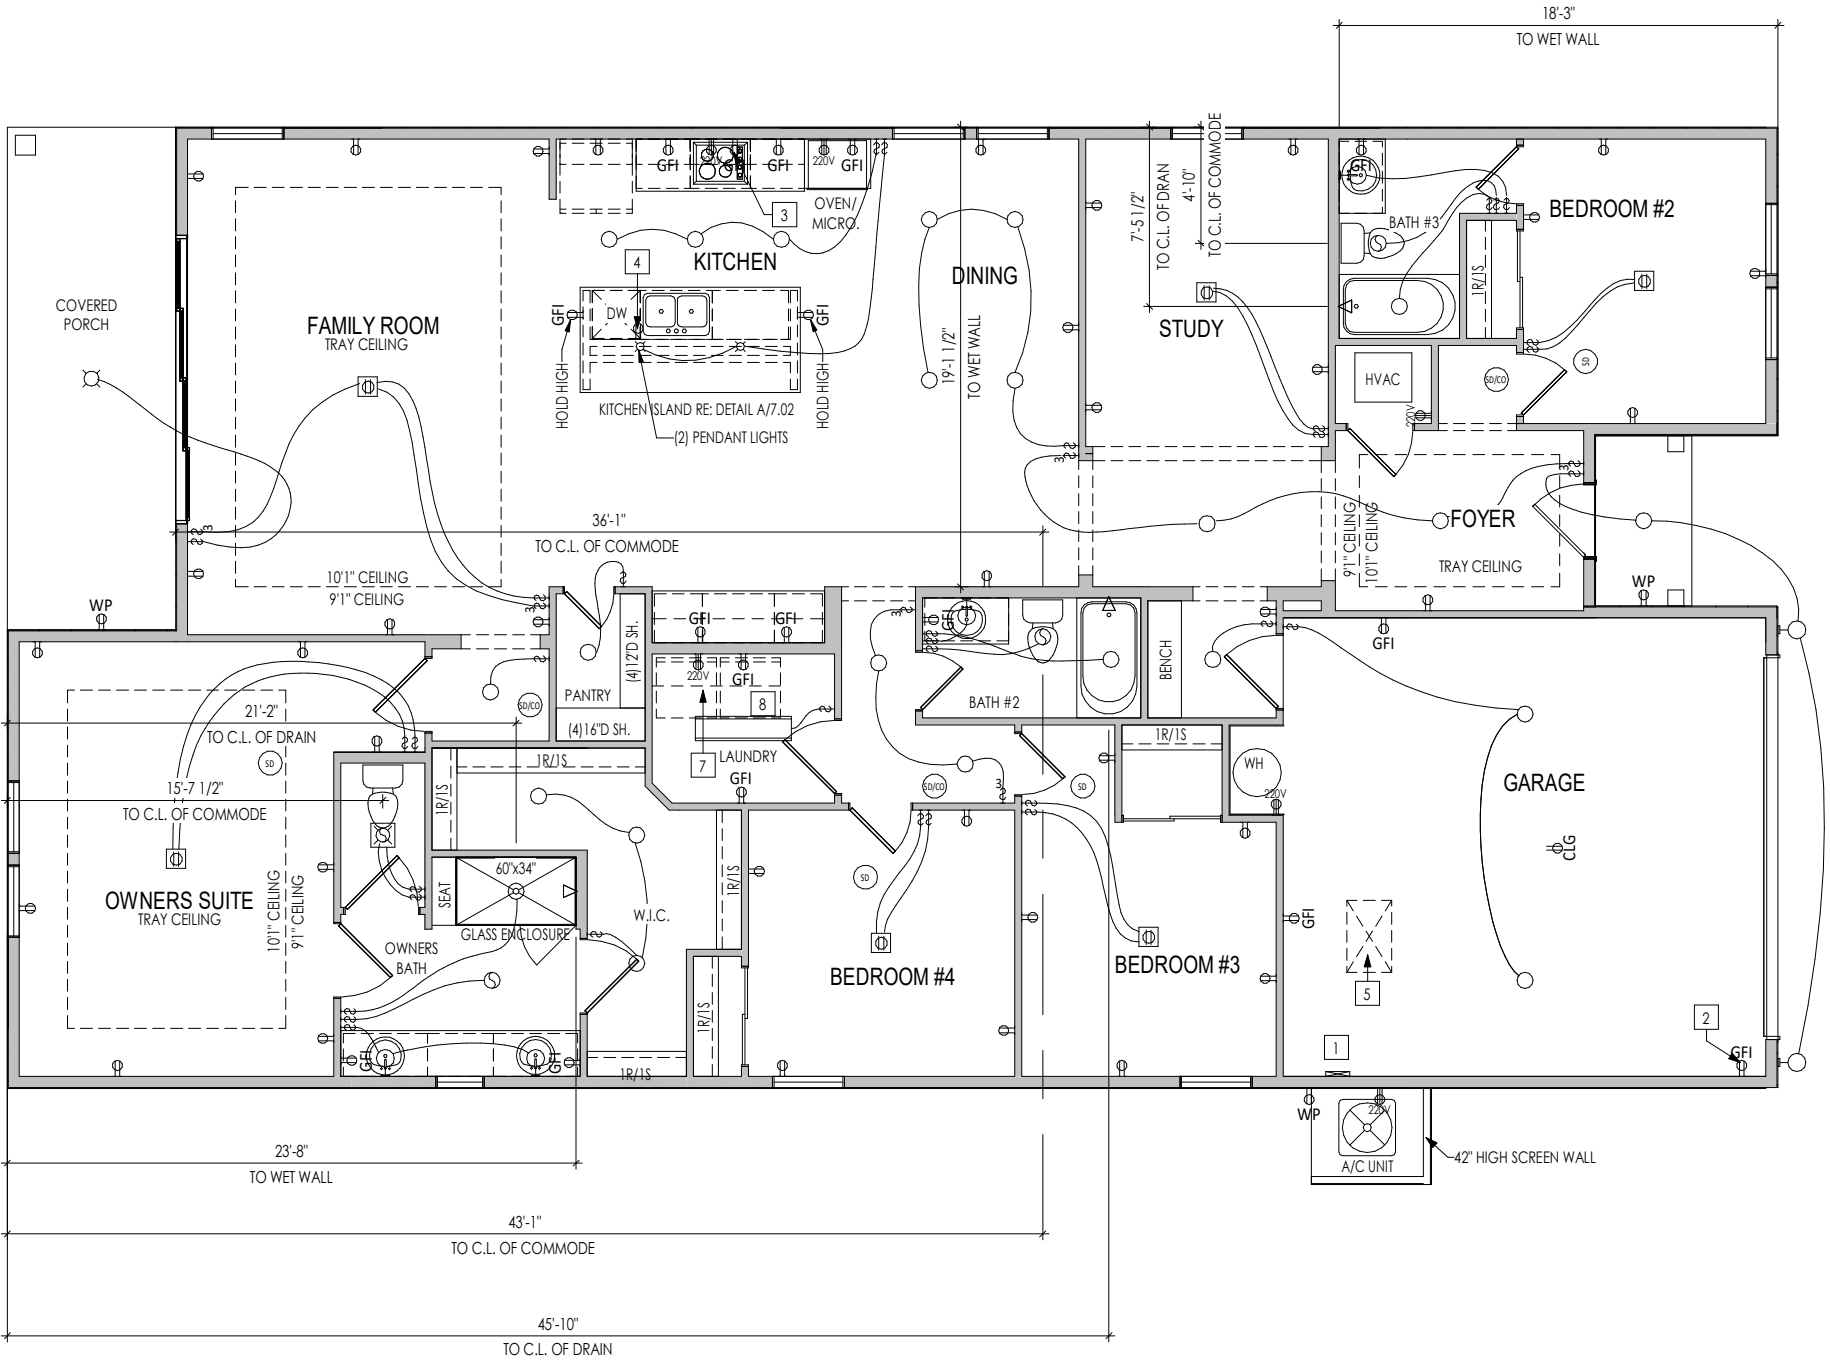 18'-3"
TO WET WALL
GFI
220V
GFI
220V
GFI
OVEN/
MICRO.
3
KITCHEN
4
DW
GFI
HOLD HIGH
GFI
HOLD HIGH
KITCHEN ISLAND RE: DETAIL A/7.02
(2) PENDANT LIGHTS
COVERED
PORCH
FAMILY ROOM
TRAY CEILING
10'1" CEILING
9'1" CEILING
3
3
DINING
19'-1 1/2"
TO WET WALL
7'-5 1/2"
TO C.L. OF DRAN
4'-10"
TO C.L. OF COMMODE
STUDY
GFI
BATH #3
1R/1S
BEDROOM #2
SD
SD/CO
HVAC
220V
3
3
FOYER
TRAY CEILING
9'1" CEILING
10'1" CEILING
WP
36'-1"
TO C.L. OF COMMODE
WP
PANTRY
(4)12"D SH.
(4)16"D SH.
SD/CO
GFI
GFI
220V
GFI
8
7
LAUNDRY
GFI
3
GFI
BATH #2
BENCH
GFI
21'-2"
TO C.L. OF DRAIN
SD
15'-7 1/2"
TO C.L. OF COMMODE
OWNERS SUITE
TRAY CEILING
10'1" CEILING
9'1" CEILING
1R/1S
1R/1S
60"x34"
SEAT
GLASS ENCLOSURE
OWNERS
BATH
GFI
GFI
W.I.C.
1R/1S
1R/1S
1R/1S
SD
SD/CO
3
BEDROOM #4
SD
1R/1S
BEDROOM #3
WH
220V
GARAGE
CLG
GFI
5
1
2
GFI
WP
220V
A/C UNIT
42" HIGH SCREEN WALL
23'-8"
TO WET WALL
43'-1"
TO C.L. OF COMMODE
45'-10"
TO C.L. OF DRAIN